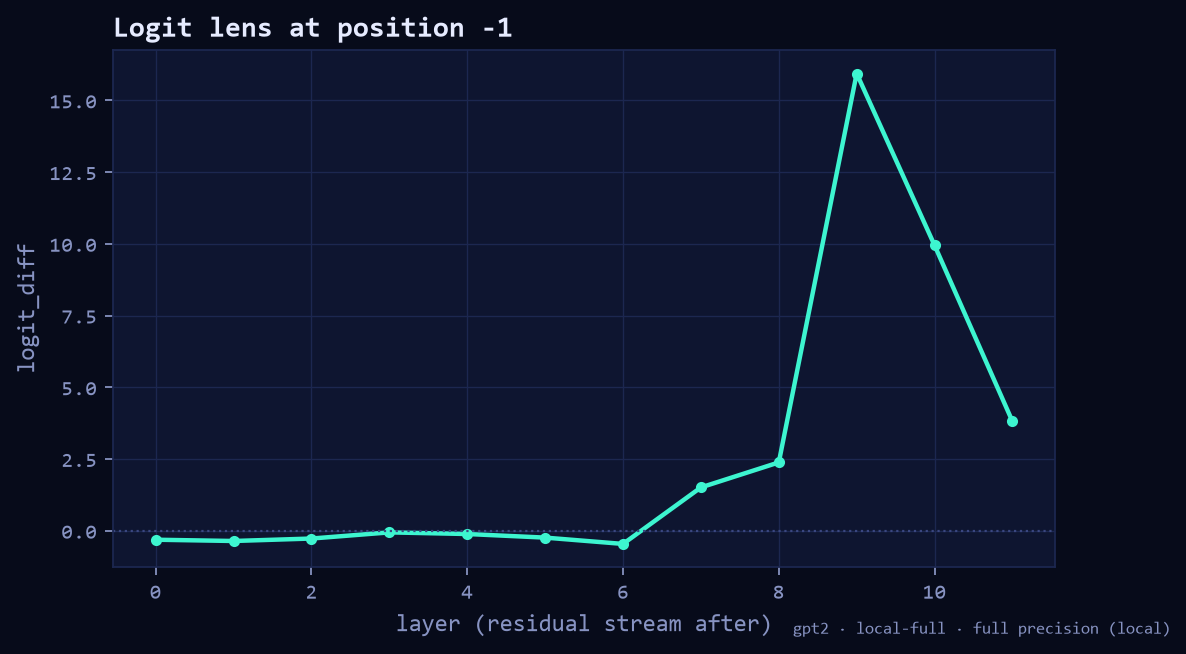 Logit lens at position -1
15.0
12.5
10.0
7.5
5.0
2.5
0.0
logit_diff
0 2 4 6 8 10
layer (residual stream after)
gpt2 · local-full · full precision (local)